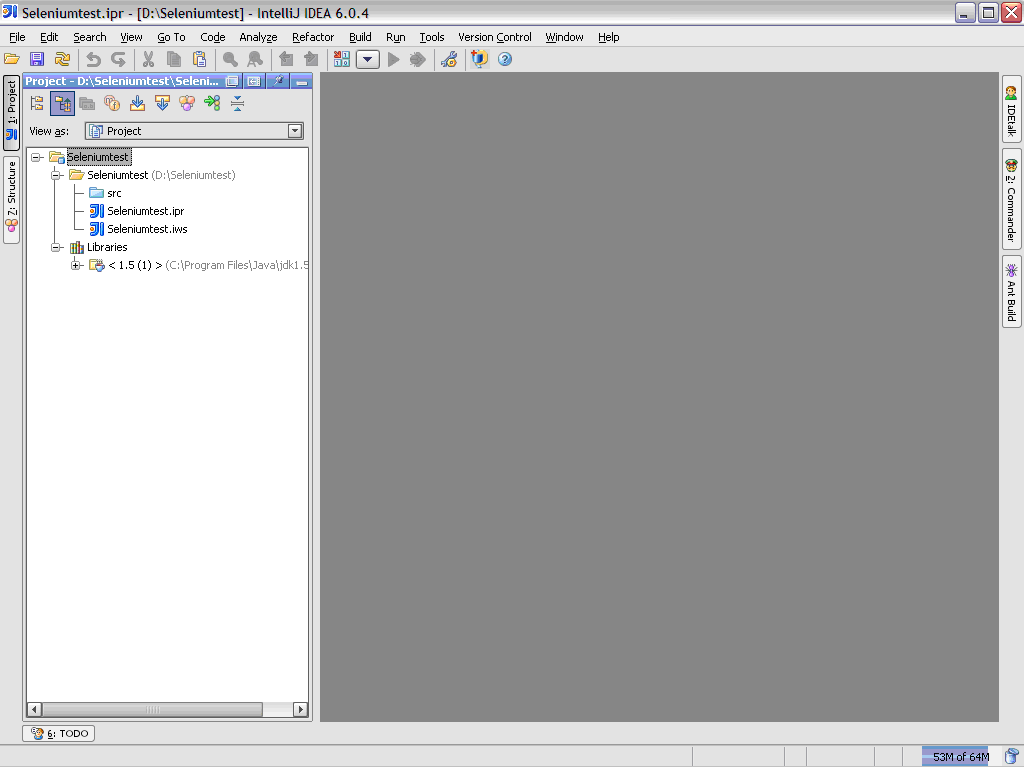 Seleniumtest.ipr - [D:\Seleniumtest] - IntelliJ IDEA 6.0.4
File Edit Search View Go To Code Analyze Refactor Build Run Tools Version Control Window Help
Project - D:\Seleniumtest\Seleni...
1: Project
7: Structure
View as: Project
Seleniumtest
Seleniumtest (D:\Seleniumtest)
src
Seleniumtest.ipr
Seleniumtest.iws
Libraries
< 1.5 (1) > (C:\Program Files\Java\jdk1.5
IDEtalk
2: Commander
Ant Build
6: TODO
53M of 64M